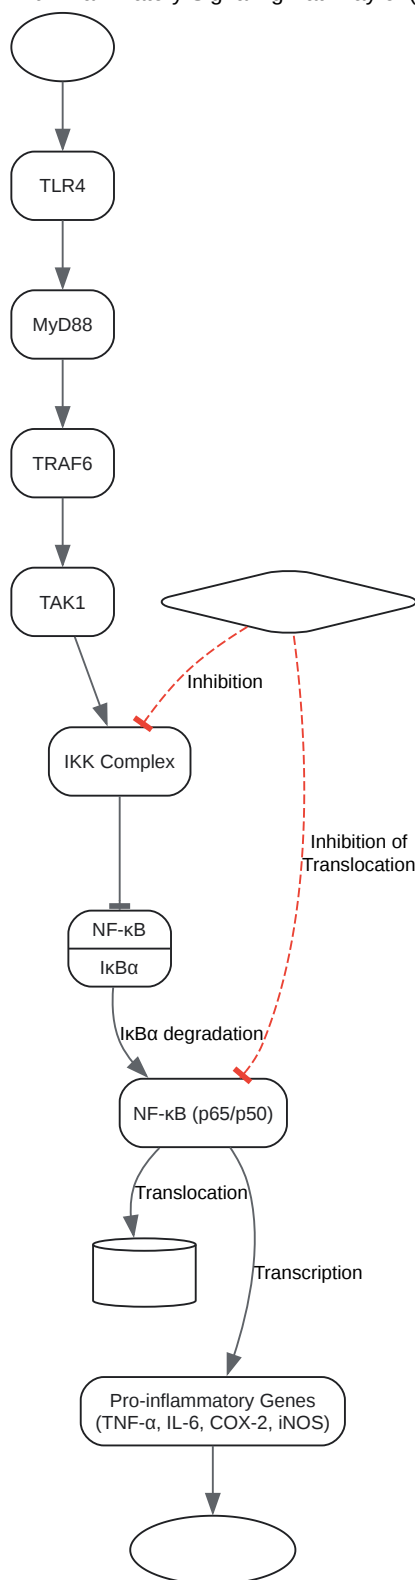 TLR4
MyD88
TRAF6
TAK1
Inhibition
IKK Complex
Inhibition of
Translocation
NF-κB
IκBα
IκBα degradation
NF-κB (p65/p50)
Translocation
Transcription
Pro-inflammatory Genes
(TNF-α, IL-6, COX-2, iNOS)